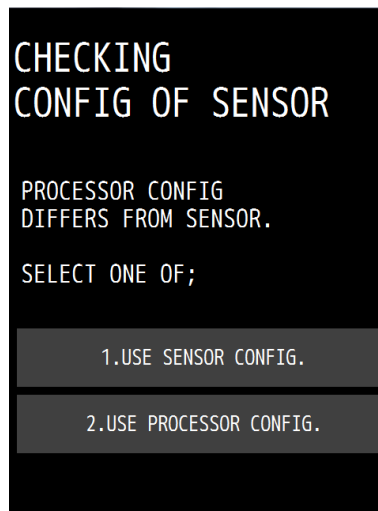 CHECKING
CONFIG OF SENSOR
PROCESSOR CONFIG
DIFFERS FROM SENSOR.
SELECT ONE OF;
1.USE SENSOR CONFIG.
2.USE PROCESSOR CONFIG.